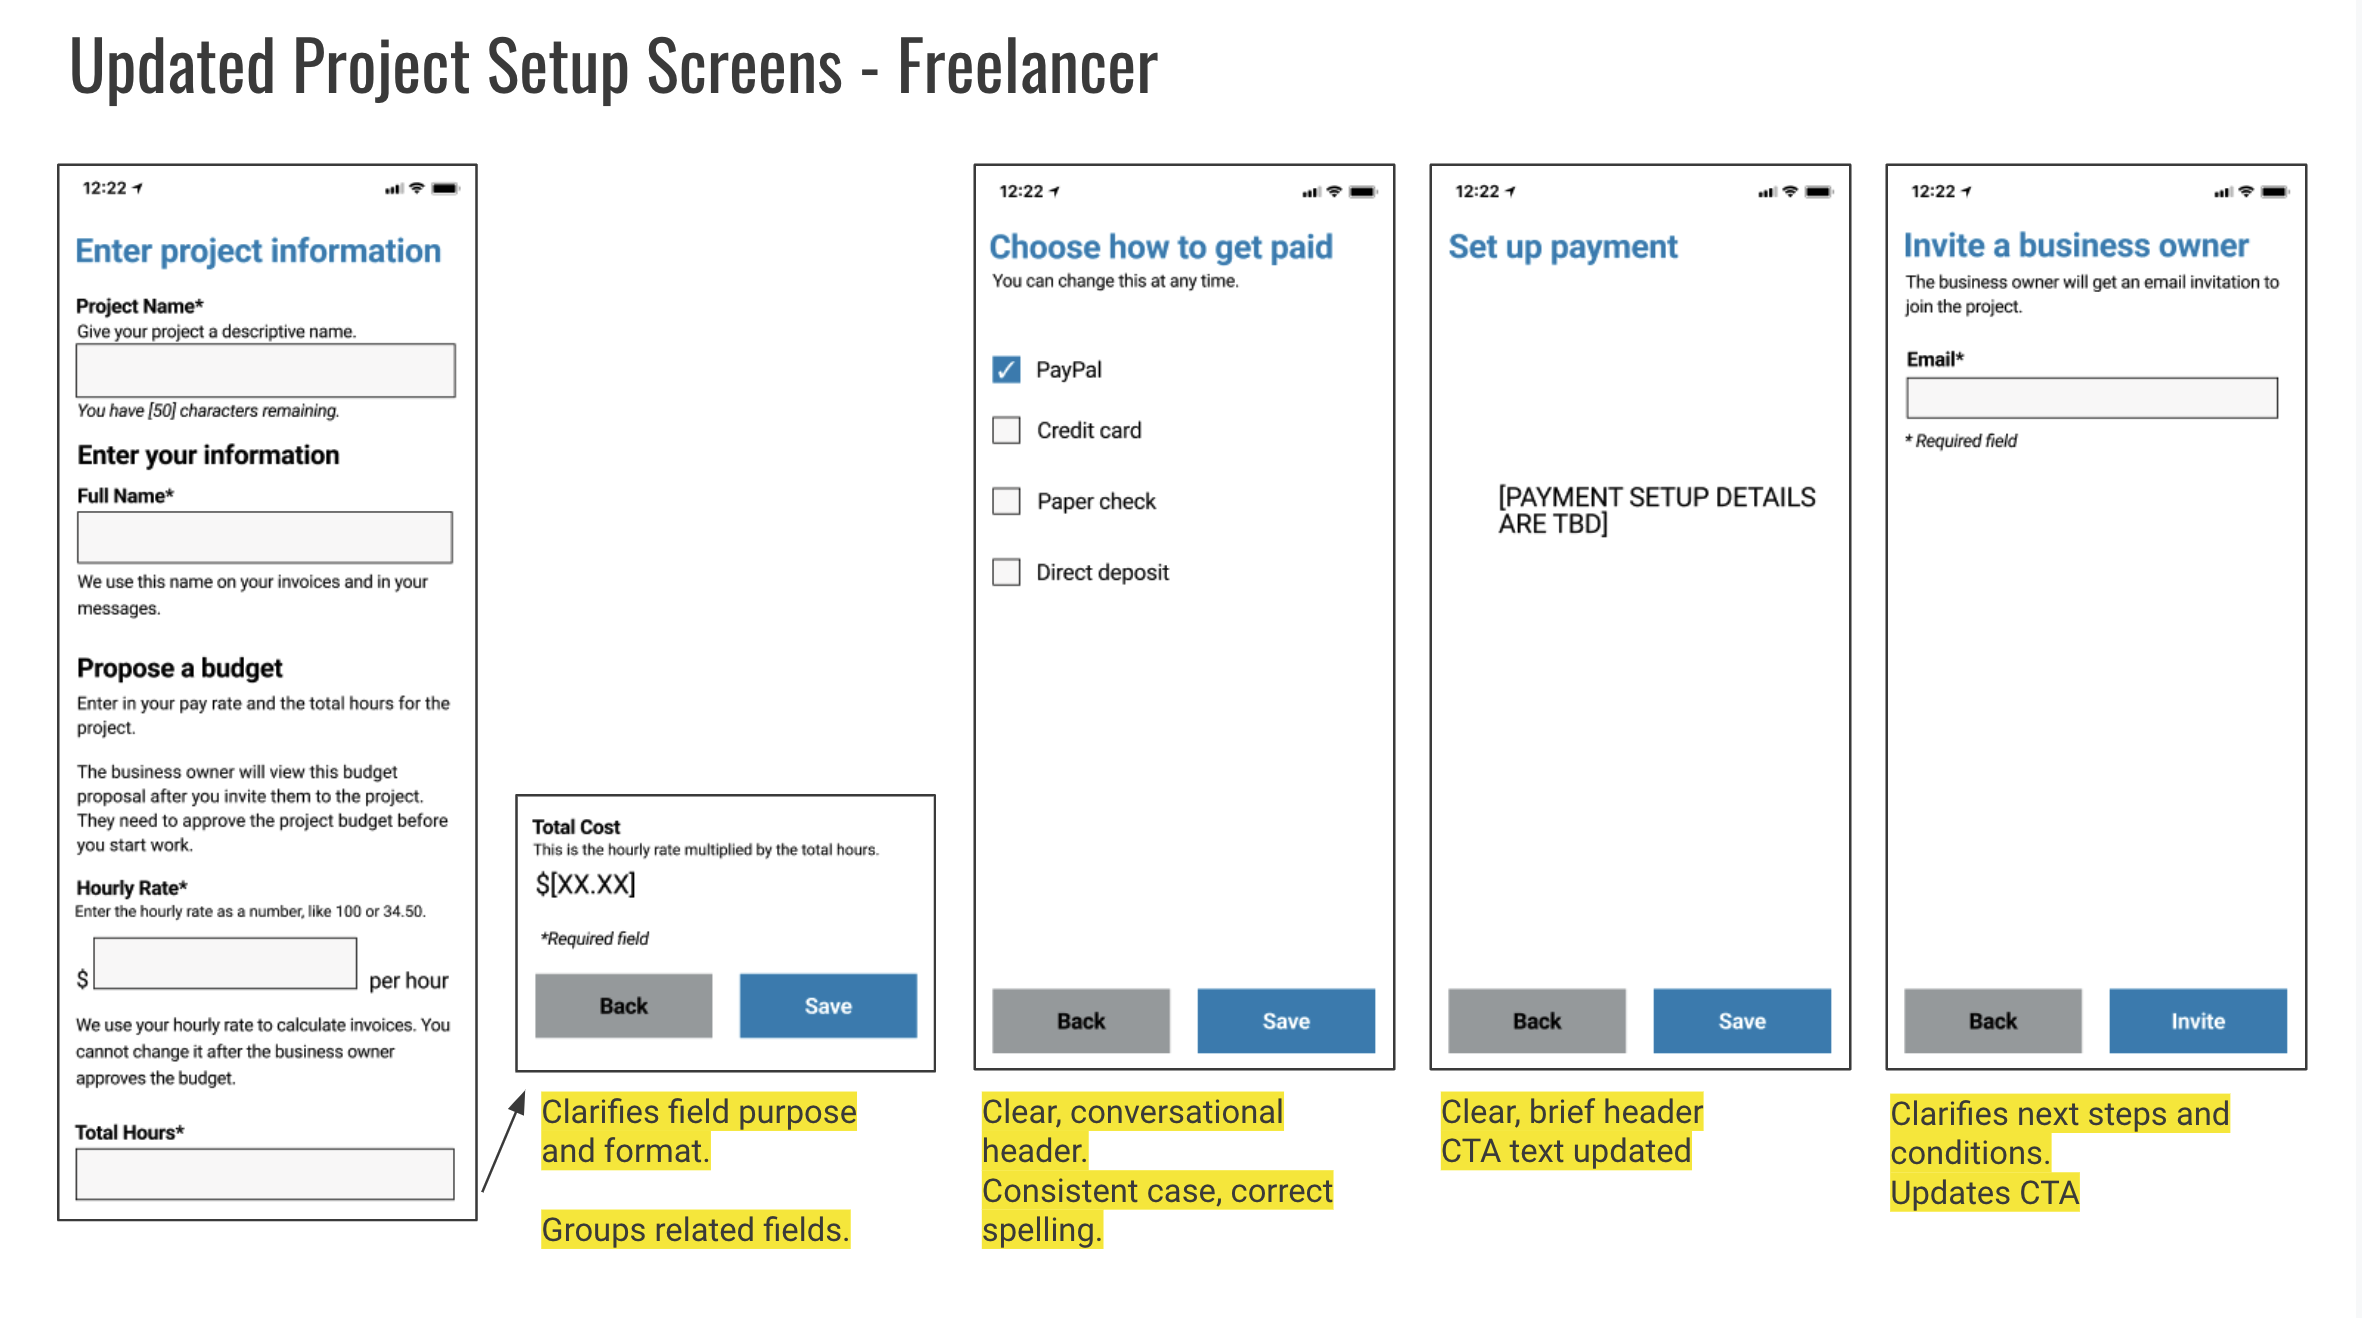 Updated Project Setup Screens - Freelancer
12:22
Enter project information
Project Name*
Give your project a descriptive name.
You have [50] characters remaining.
Enter your information
Full Name*
We use this name on your invoices and in your
messages.
Propose a budget
Enter in your pay rate and the total hours for the
project.
The business owner will view this budget
proposal after you invite them to the project.
They need to approve the project budget before
you start work.
Hourly Rate*
Enter the hourly rate as a number, like 100 or 34.50.
$ per hour
We use your hourly rate to calculate invoices. You
cannot change it after the business owner
approves the budget.
Total Hours*
Total Cost
This is the hourly rate multiplied by the total hours.
$[XX.XX]
*Required field
Back Save
Clarifies field purpose
and format.
Groups related fields.
12:22
Choose how to get paid
You can change this at any time.
✓ PayPal
Credit card
Paper check
Direct deposit
Back Save
Clear, conversational
header.
Consistent case, correct
spelling.
12:22
Set up payment
[PAYMENT SETUP DETAILS
ARE TBD]
Back Save
Clear, brief header
CTA text updated
12:22
Invite a business owner
The business owner will get an email invitation to
join the project.
Email*
* Required field
Back Invite
Clarifies next steps and
conditions.
Updates CTA